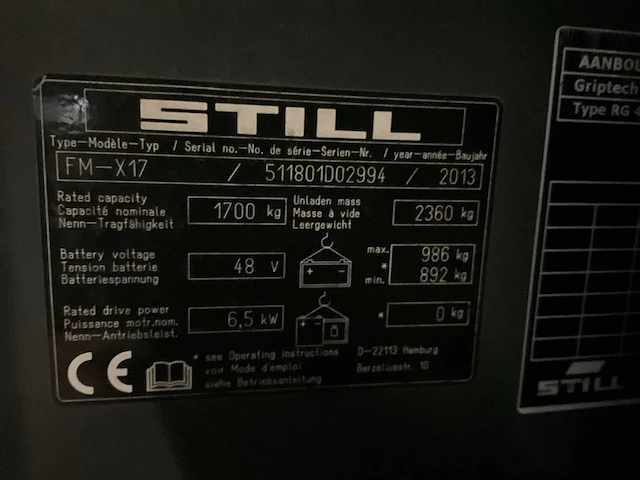 STILL
Type-Modèle-Typ / Serial no.-No. de série-Serien-Nr. / year-année-Baujahr
FM-X17 / 511801D02994 / 2013
Rated capacity
Capacité nominale
Nenn-Tragfähigkeit
1700 kg
Unladen mass
Masse à vide
Leergewicht
2360 kg
Battery voltage
Tension batterie
Batteriespannung
48 V
max. 986 kg
*
min. 892 kg
Rated drive power
Puissance motr.nom.
Nenn-Antriebsleist.
6,5 kW
* 0 kg
CE
* see Operating instructions
voir Mode d'emploi
siehe Betriebsanleitung
D-22113 Hamburg
Berzeliusstr. 10
Griptech
Type RG
STILL